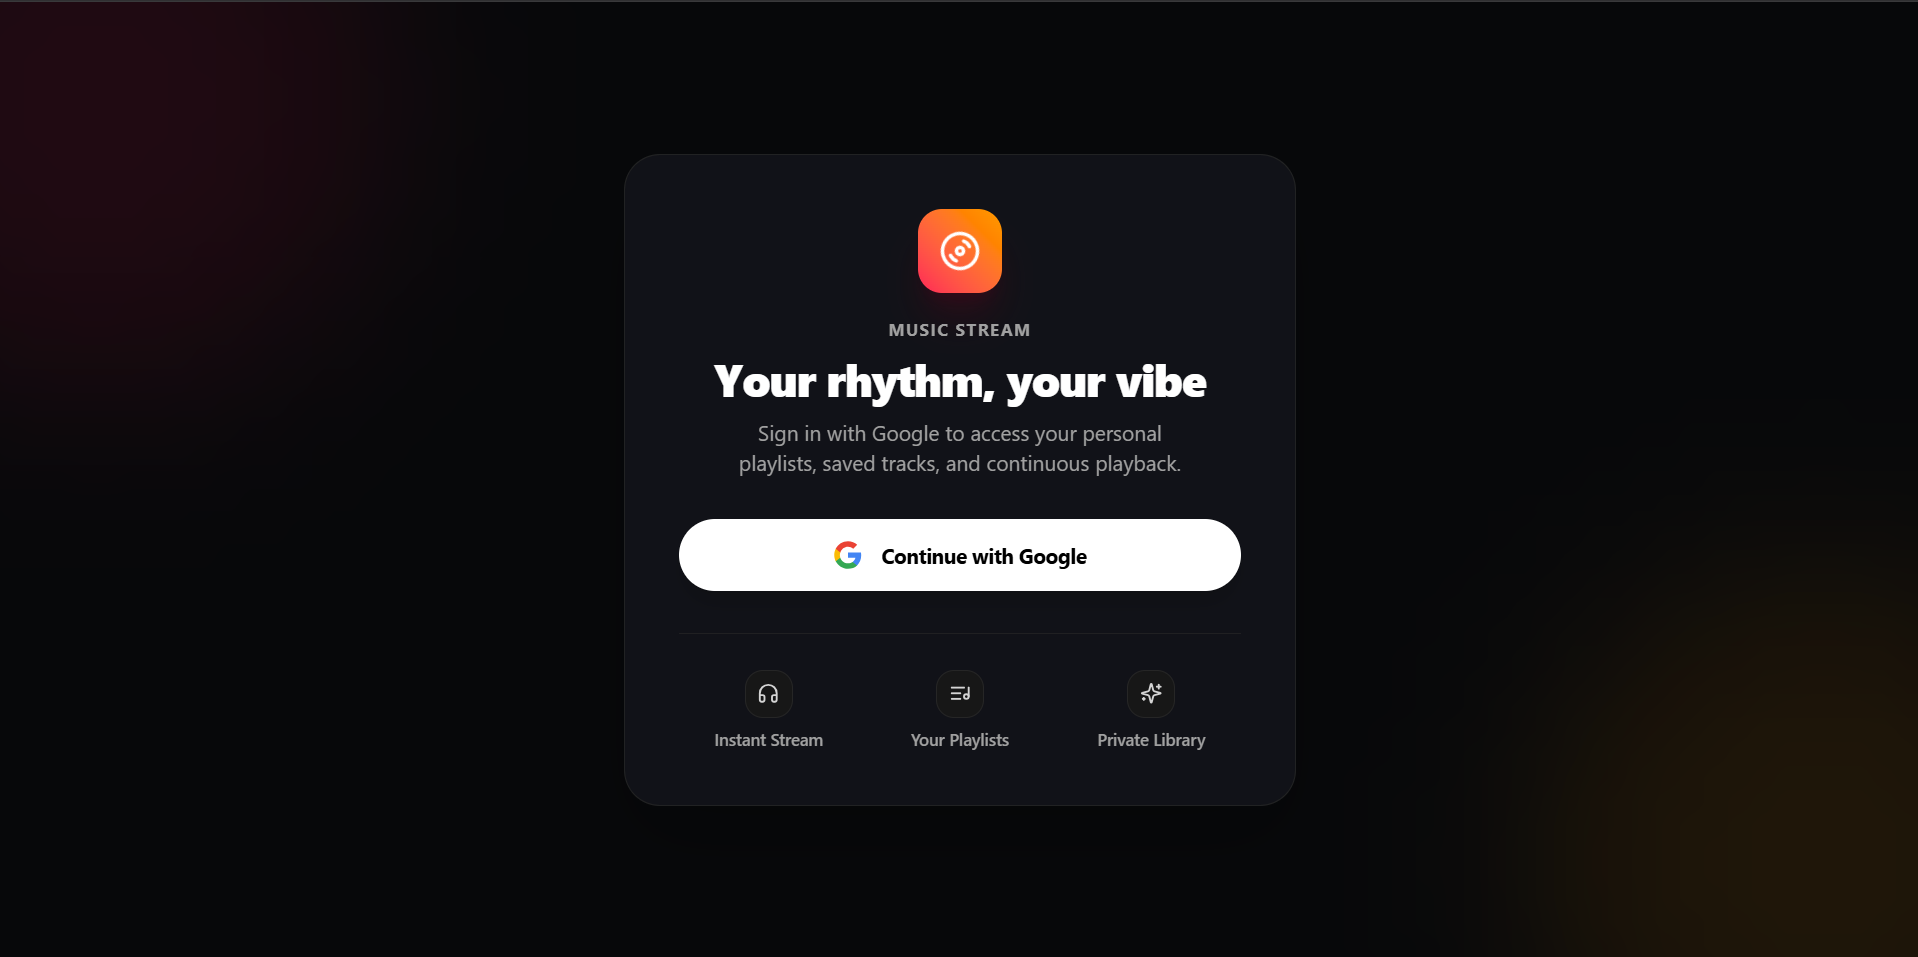 MUSIC STREAM
Your rhythm, your vibe
Sign in with Google to access your personal
playlists, saved tracks, and continuous playback.
Continue with Google
Instant Stream
Your Playlists
Private Library